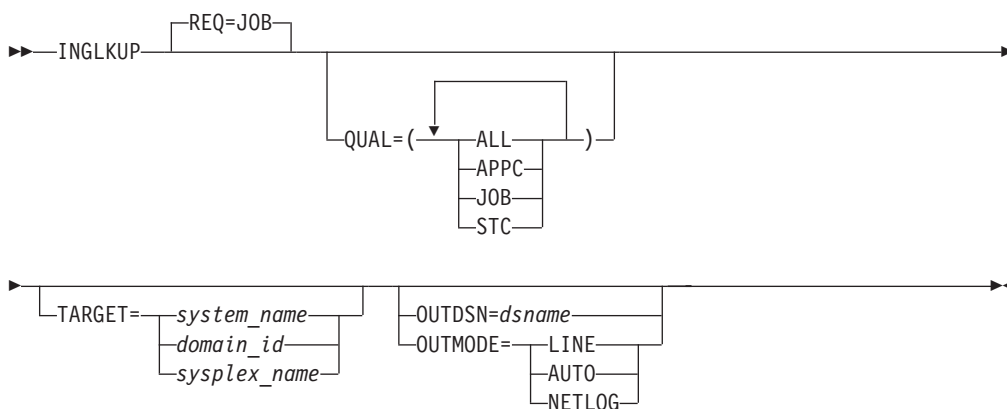 REQ=JOB
INGLKUP
QUAL=( ALL )
APPC
JOB
STC
TARGET= system_name
domain_id
sysplex_name
OUTDSN=dsname
OUTMODE= LINE
AUTO
NETLOG